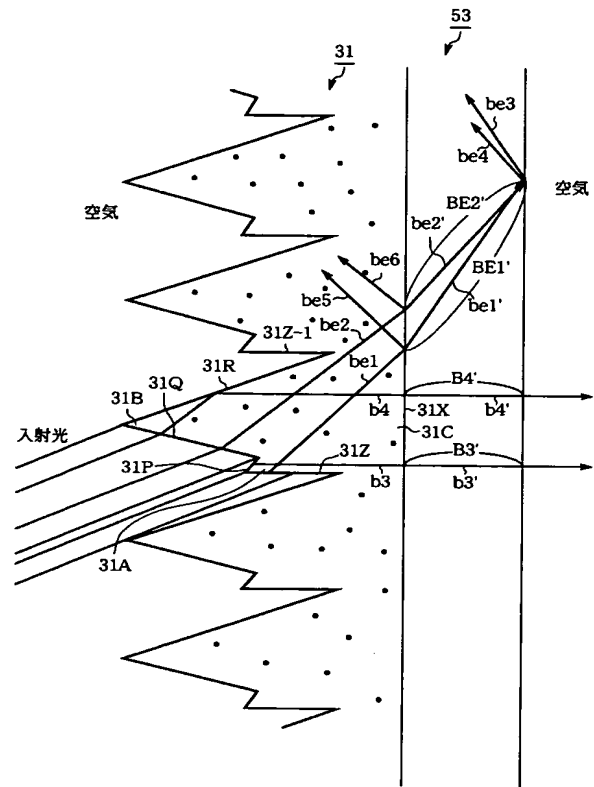 53
31
be3
be4
空気
空気
BE2'
be2'
be6
BE1'
be5
be1'
be2
31Z-1
be1
31R
31Q
31B
B4'
b4
31X
b4'
入射光
31C
31P
31Z
B3'
b3
b3'
31A